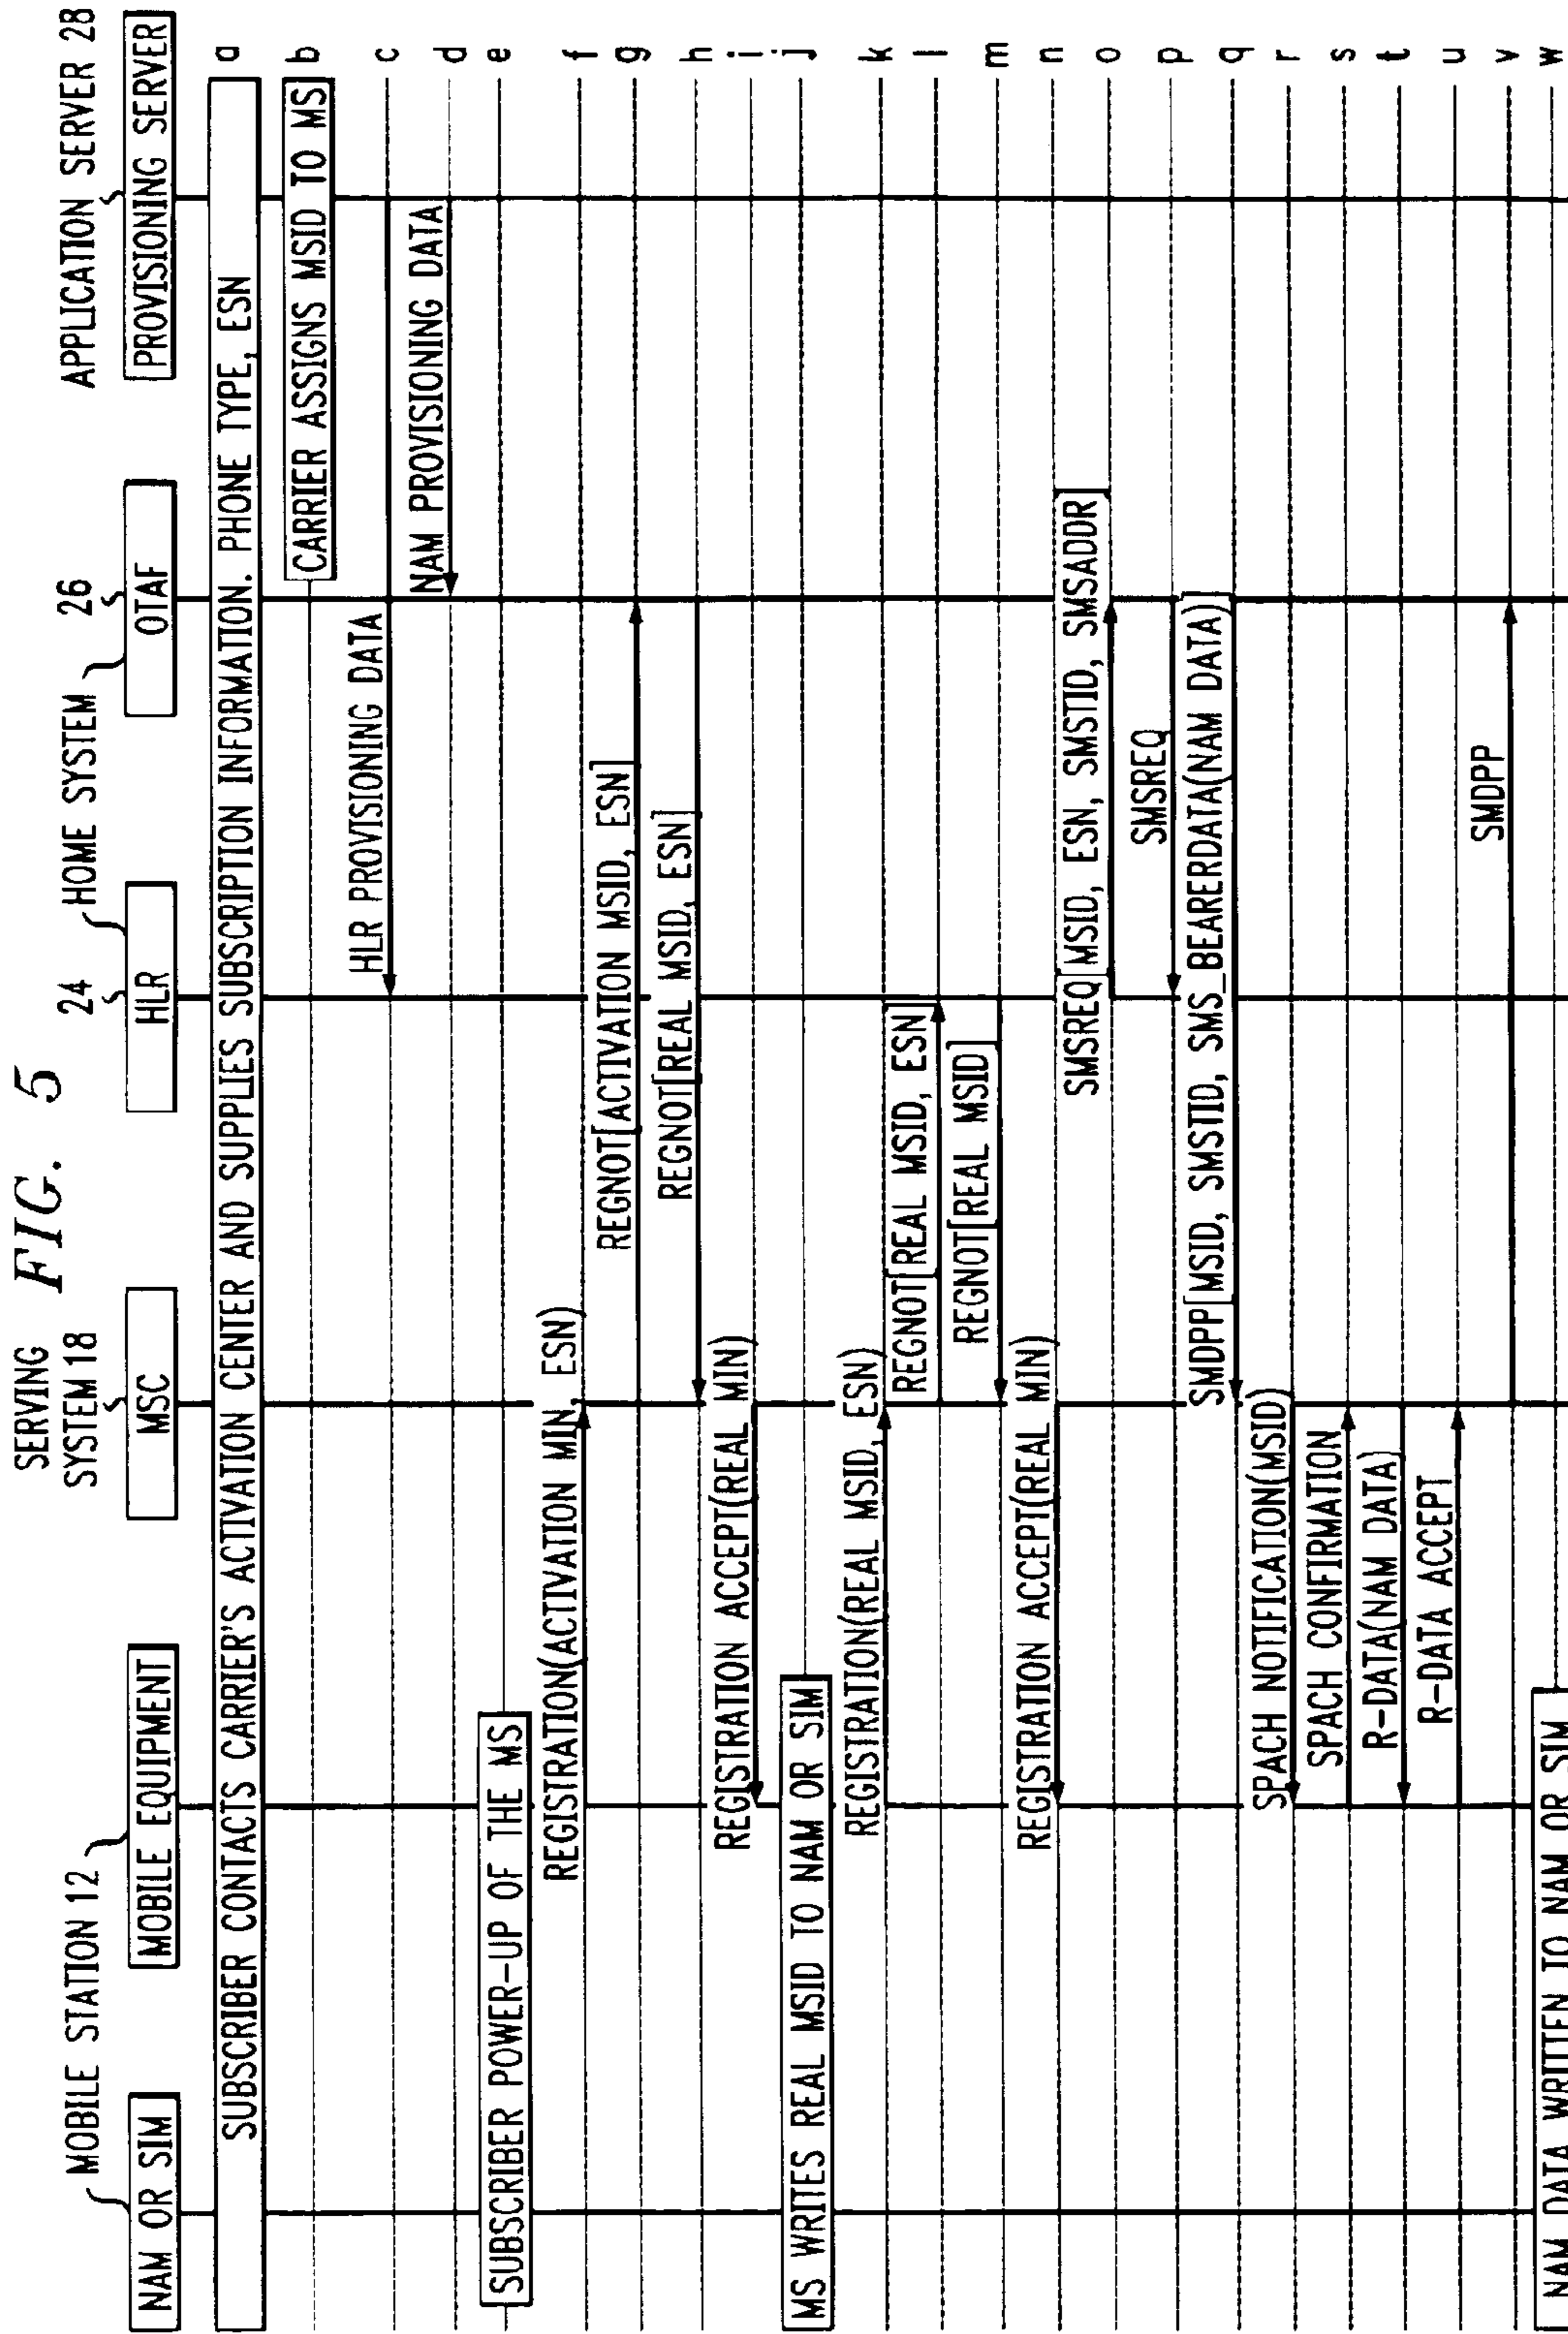 FIG. 5
MOBILE STATION 12
SERVING
SYSTEM 18
24
HOME SYSTEM
26
APPLICATION SERVER 28
NAM OR SIM
MOBILE EQUIPMENT
MSC
HLR
OTAF
PROVISIONING SERVER
SUBSCRIBER CONTACTS CARRIER'S ACTIVATION CENTER AND SUPPLIES SUBSCRIPTION INFORMATION. PHONE TYPE, ESN
a
CARRIER ASSIGNS MSID TO MS
b
HLR PROVISIONING DATA
c
NAM PROVISIONING DATA
d
SUBSCRIBER POWER-UP OF THE MS
e
REGISTRATION(ACTIVATION MIN, ESN)
f
REGNOT[ACTIVATION MSID, ESN]
g
REGNOT[REAL MSID, ESN]
h
REGISTRATION ACCEPT(REAL MIN)
i
MS WRITES REAL MSID TO NAM OR SIM
j
REGISTRATION(REAL MSID, ESN)
k
REGNOT[REAL MSID, ESN]
l
REGNOT[REAL MSID]
m
REGISTRATION ACCEPT(REAL MIN)
n
SMSREQ[MSID, ESN, SMSTID, SMSADDR]
o
SMSREQ
p
SMDPP[MSID, SMSTID, SMS_BEARERDATA(NAM DATA)]
q
SPACH NOTIFICATION(MSID)
r
SPACH CONFIRMATION
s
R-DATA(NAM DATA)
t
R-DATA ACCEPT
u
SMDPP
v
NAM DATA WRITTEN TO NAM OR SIM
w